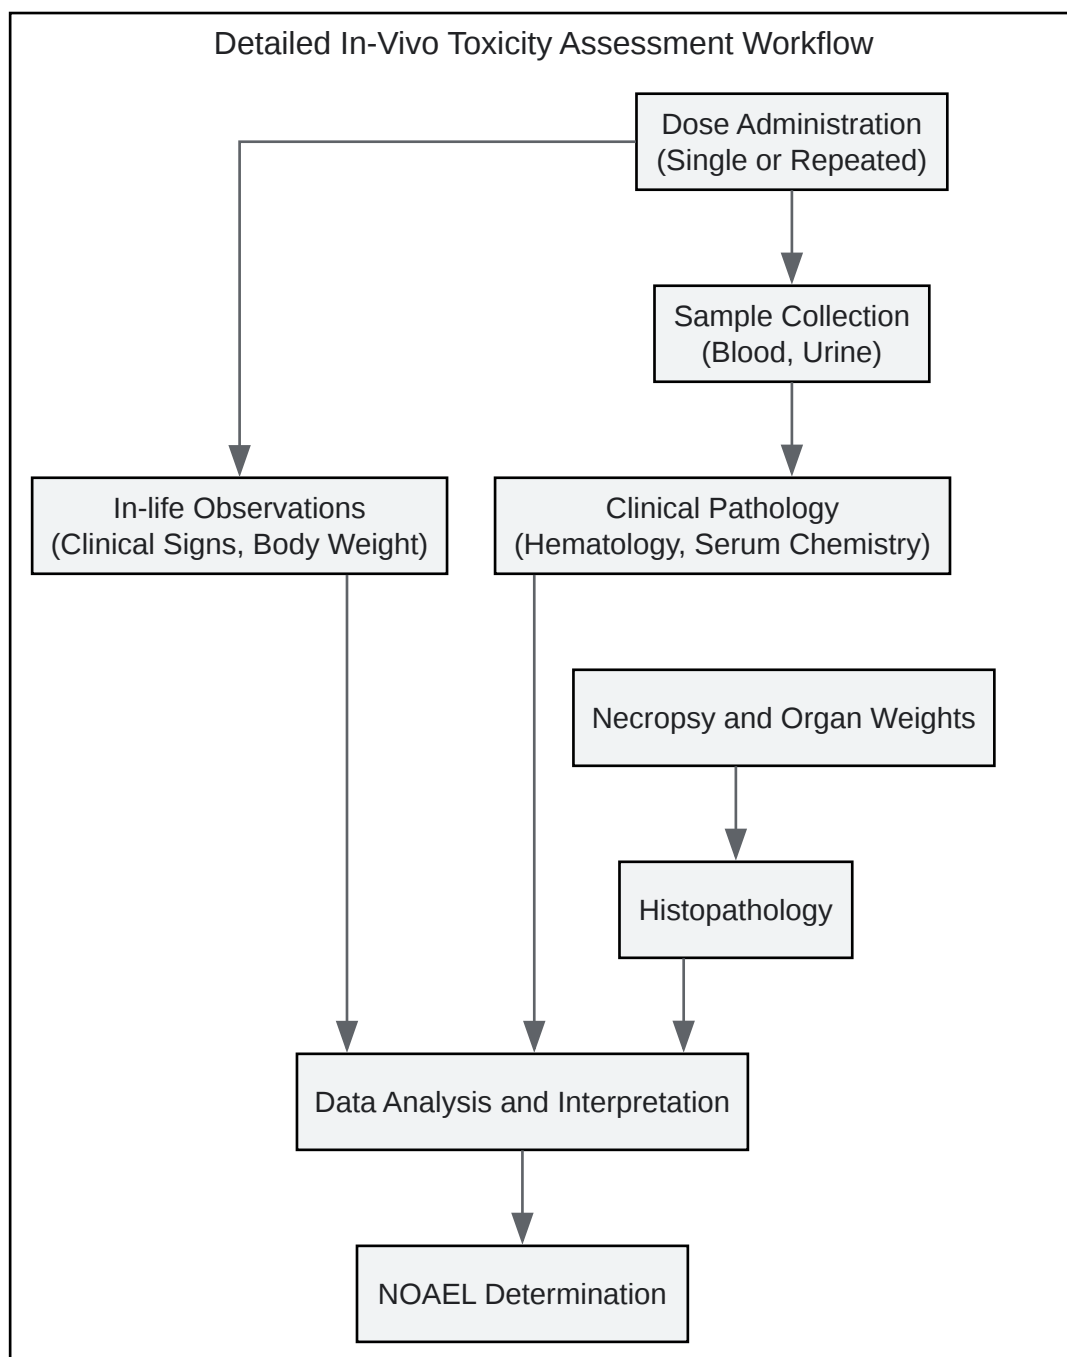 Detailed In-Vivo Toxicity Assessment Workflow
Dose Administration
(Single or Repeated)
Sample Collection
(Blood, Urine)
In-life Observations
(Clinical Signs, Body Weight)
Clinical Pathology
(Hematology, Serum Chemistry)
Necropsy and Organ Weights
Histopathology
Data Analysis and Interpretation
NOAEL Determination